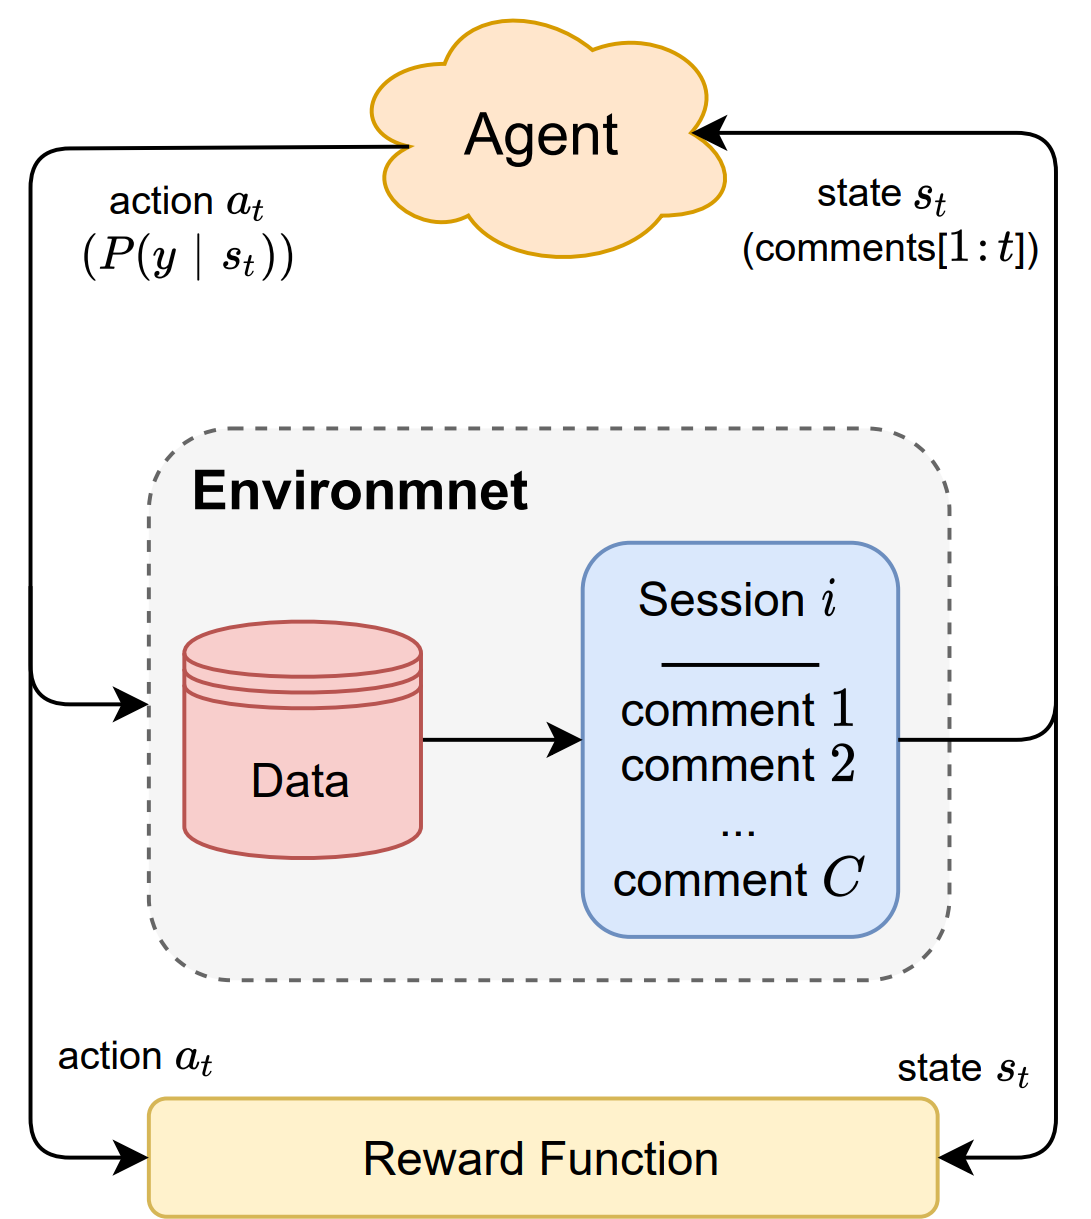 Agent
action a_t
(P(y | s_t))
state s_t
(comments[1:t])
Environmnet
Data
Session i
comment 1
comment 2
...
comment C
action a_t
state s_t
Reward Function